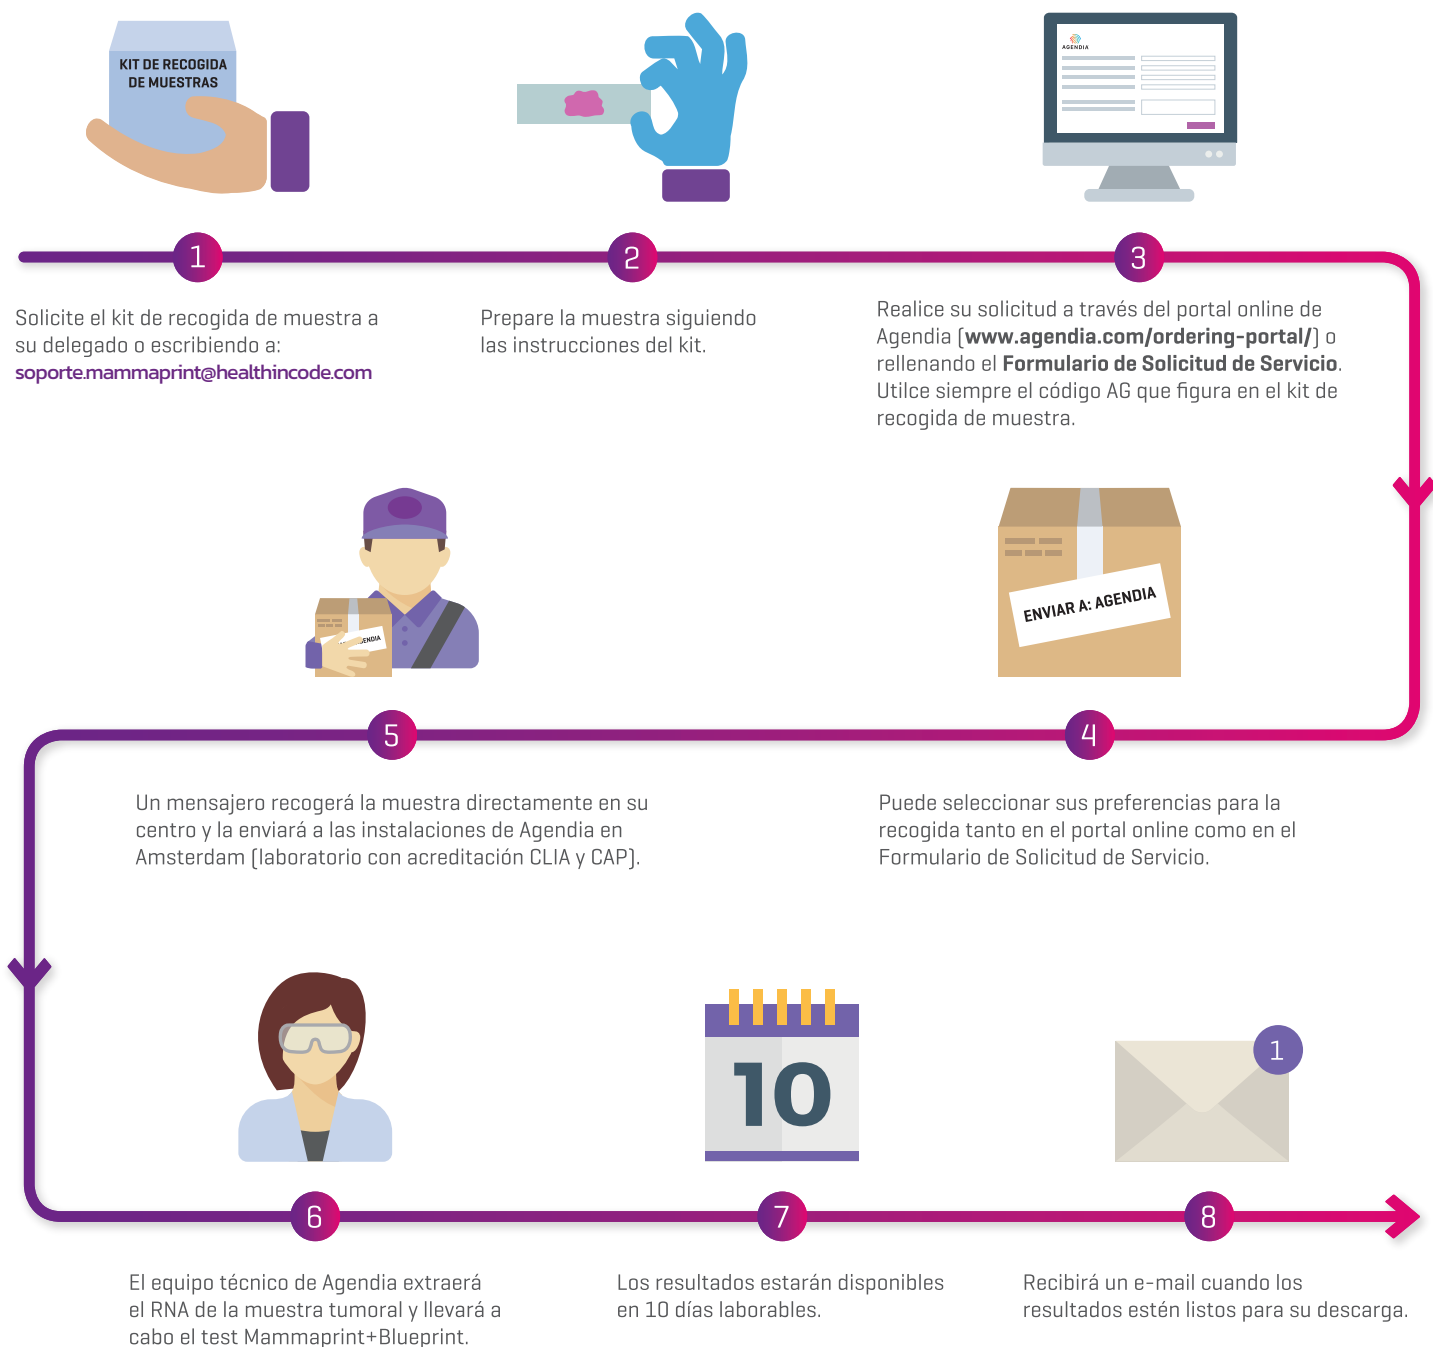 KIT DE RECOGIDA
DE MUESTRAS
AGENDIA
1
2
3
Solicite el kit de recogida de muestra a
su delegado o escribiendo a:
soporte.mammaprint@healthincode.com
Prepare la muestra siguiendo
las instrucciones del kit.
Realice su solicitud a través del portal online de
Agendia (www.agendia.com/ordering-portal/) o
rellenando el Formulario de Solicitud de Servicio.
Utilce siempre el código AG que figura en el kit de
recogida de muestra.
ENVIAR A: AGENDIA
5
4
Un mensajero recogerá la muestra directamente en su
centro y la enviará a las instalaciones de Agendia en
Amsterdam (laboratorio con acreditación CLIA y CAP).
Puede seleccionar sus preferencias para la
recogida tanto en el portal online como en el
Formulario de Solicitud de Servicio.
10
1
6
7
8
El equipo técnico de Agendia extraerá
el RNA de la muestra tumoral y llevará a
cabo el test Mammaprint+Blueprint.
Los resultados estarán disponibles
en 10 días laborables.
Recibirá un e-mail cuando los
resultados estén listos para su descarga.